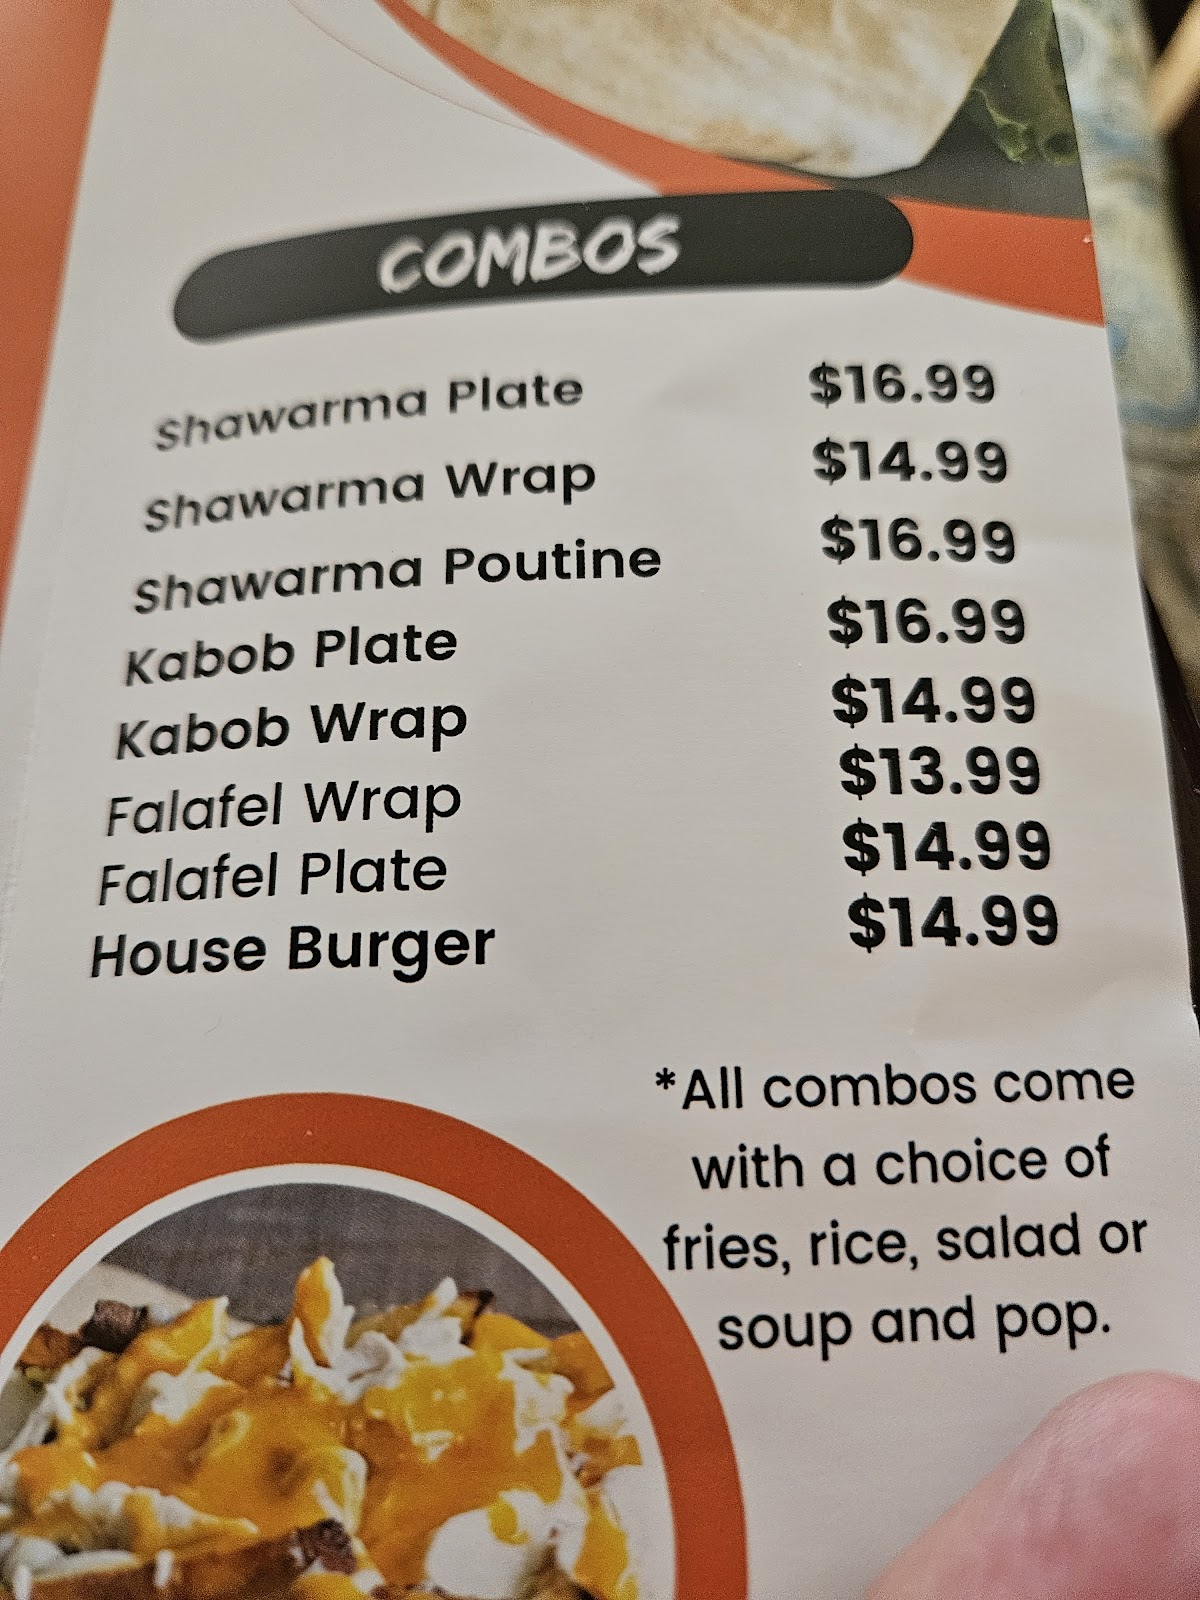 COMBOS
Shawarma Plate $16.99
Shawarma Wrap $14.99
Shawarma Poutine $16.99
Kabob Plate $16.99
Kabob Wrap $14.99
Falafel Wrap $13.99
Falafel Plate $14.99
House Burger $14.99
*All combos come
with a choice of
fries, rice, salad or
soup and pop.